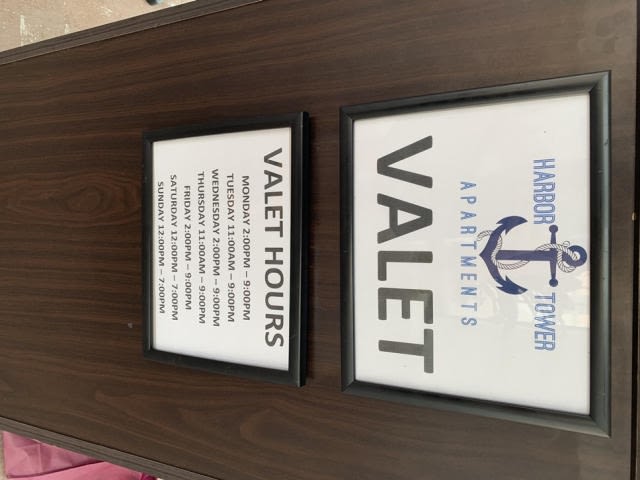 HARBOR TOWER
APARTMENTS
VALET
VALET HOURS
MONDAY 2:00PM – 9:00PM
TUESDAY 11:00AM – 9:00PM
WEDNESDAY 2:00PM – 9:00PM
THURSDAY 11:00AM – 9:00PM
FRIDAY 2:00PM – 9:00PM
SATURDAY 12:00PM – 7:00PM
SUNDAY 12:00PM – 7:00PM